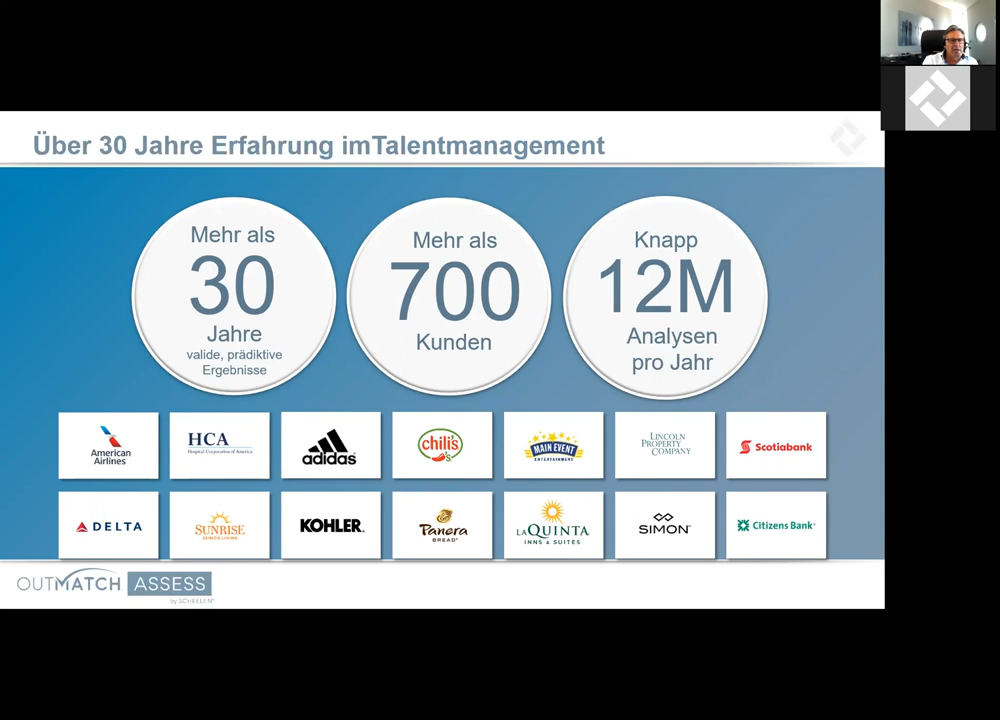 Über 30 Jahre Erfahrung imTalentmanagement
Mehr als
30
Jahre
valide, prädiktive
Ergebnisse
Mehr als
700
Kunden
Knapp
12M
Analysen
pro Jahr
American
Airlines
HCA
Hospital Corporation of America
adidas
chili's
MAIN EVENT
ENTERTAINMENT
LINCOLN
PROPERTY
COMPANY
Scotiabank
DELTA
SUNRISE
SENIOR LIVING
KOHLER
Panera
BREAD
LAQUINTA
INNS & SUITES
SIMON
Citizens Bank
OUTMATCH ASSESS
by SCHEELEN